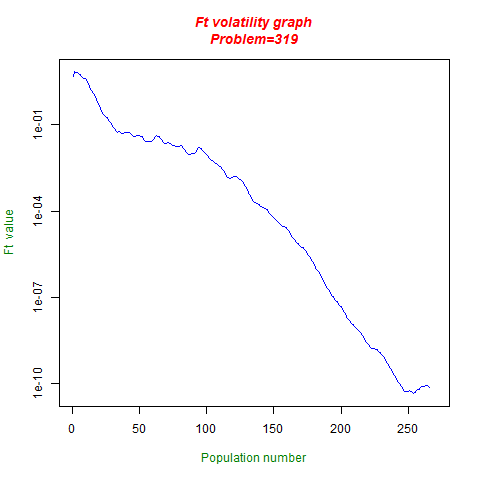 Ft volatility graph
Problem=319
1e-01
1e-04
1e-07
1e-10
Ft value
0 50 100 150 200 250
Population number